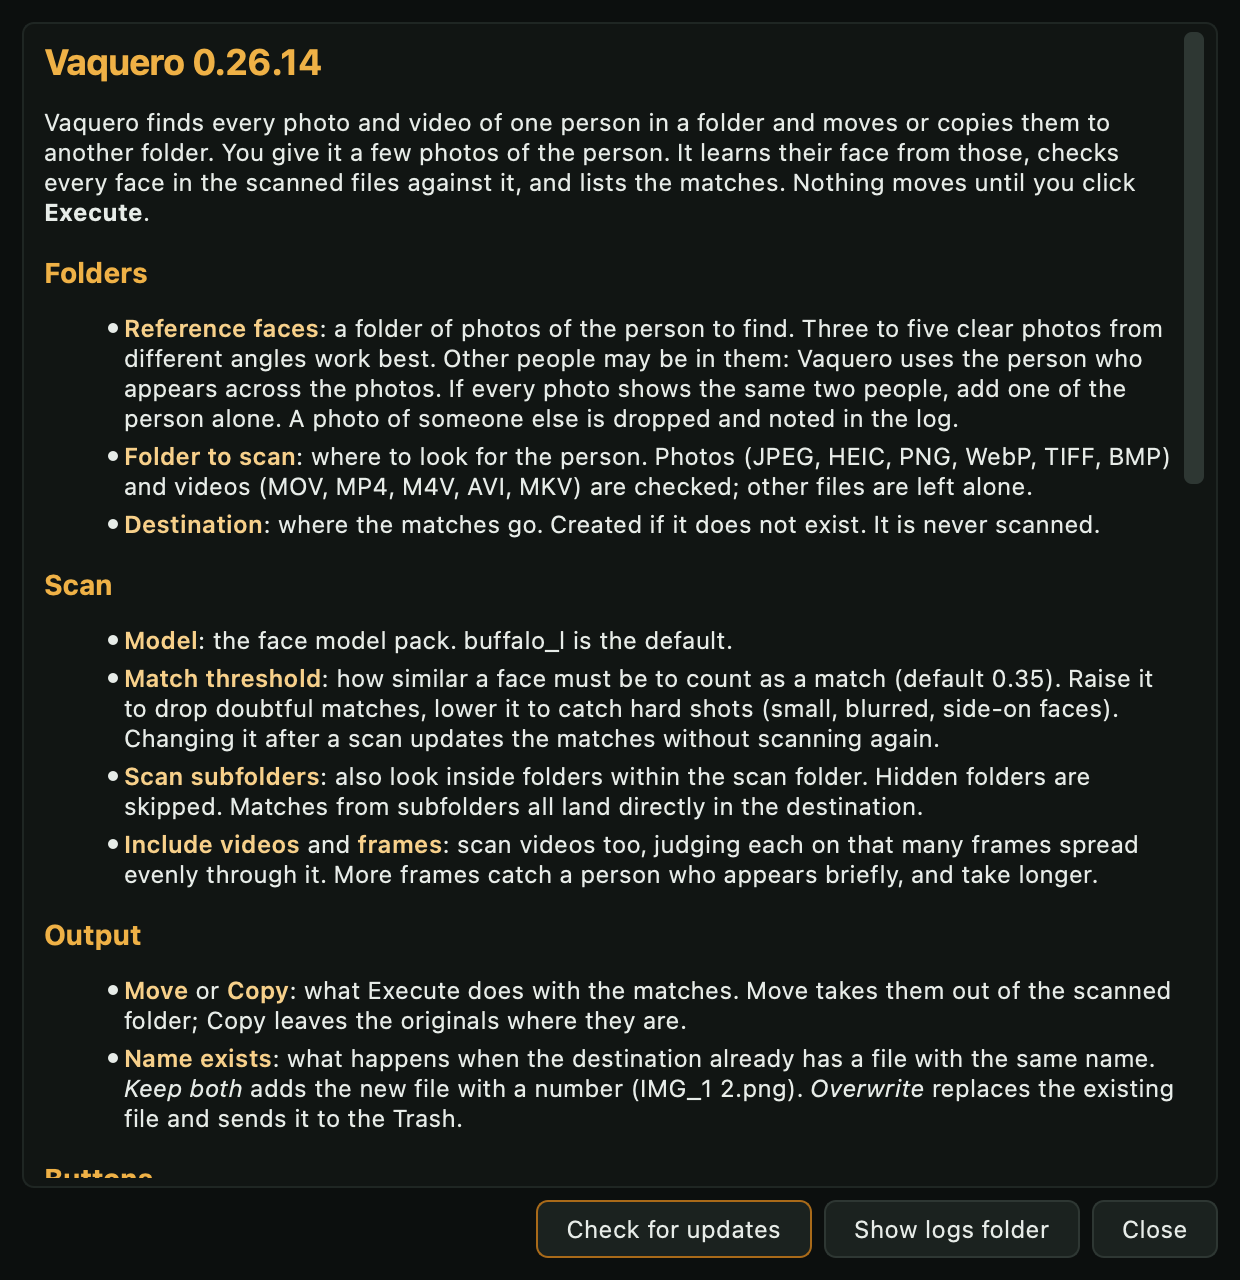 Vaquero 0.26.14
Vaquero finds every photo and video of one person in a folder and moves or copies them to
another folder. You give it a few photos of the person. It learns their face from those, checks
every face in the scanned files against it, and lists the matches. Nothing moves until you click
Execute.
Folders
• Reference faces: a folder of photos of the person to find. Three to five clear photos from
different angles work best. Other people may be in them: Vaquero uses the person who
appears across the photos. If every photo shows the same two people, add one of the
person alone. A photo of someone else is dropped and noted in the log.
• Folder to scan: where to look for the person. Photos (JPEG, HEIC, PNG, WebP, TIFF, BMP)
and videos (MOV, MP4, M4V, AVI, MKV) are checked; other files are left alone.
• Destination: where the matches go. Created if it does not exist. It is never scanned.
Scan
• Model: the face model pack. buffalo_l is the default.
• Match threshold: how similar a face must be to count as a match (default 0.35). Raise it
to drop doubtful matches, lower it to catch hard shots (small, blurred, side-on faces).
Changing it after a scan updates the matches without scanning again.
• Scan subfolders: also look inside folders within the scan folder. Hidden folders are
skipped. Matches from subfolders all land directly in the destination.
• Include videos and frames: scan videos too, judging each on that many frames spread
evenly through it. More frames catch a person who appears briefly, and take longer.
Output
• Move or Copy: what Execute does with the matches. Move takes them out of the scanned
folder; Copy leaves the originals where they are.
• Name exists: what happens when the destination already has a file with the same name.
Keep both adds the new file with a number (IMG_1 2.png). Overwrite replaces the existing
file and sends it to the Trash.
Buttons
Check for updates
Show logs folder
Close